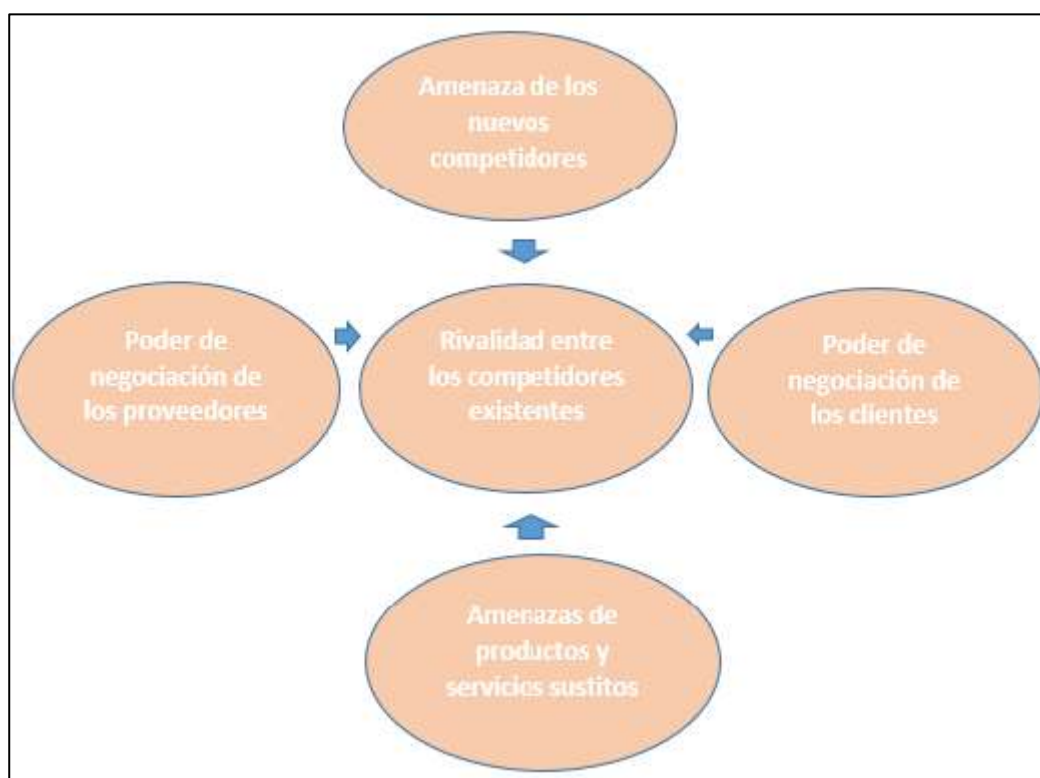 Amenaza de los
nuevos
competidores
Poder de
negociación de
los proveedores
Rivalidad entre
los competidores
existentes
Poder de
negociación de
los clientes
Amenazas de
productos y
servicios sustitos